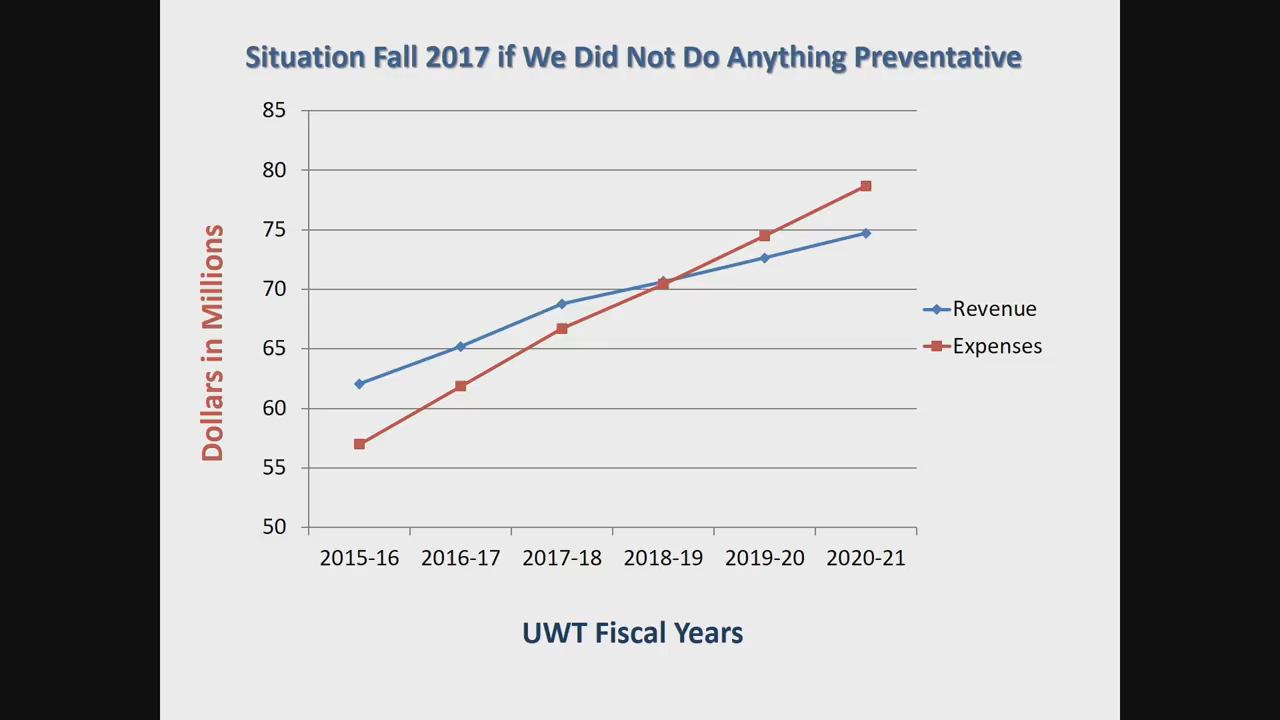 Situation Fall 2017 if We Did Not Do Anything Preventative
85
80
75
70
65
60
55
50
Dollars in Millions
2015-16 2016-17 2017-18 2018-19 2019-20 2020-21
UWT Fiscal Years
Revenue
Expenses